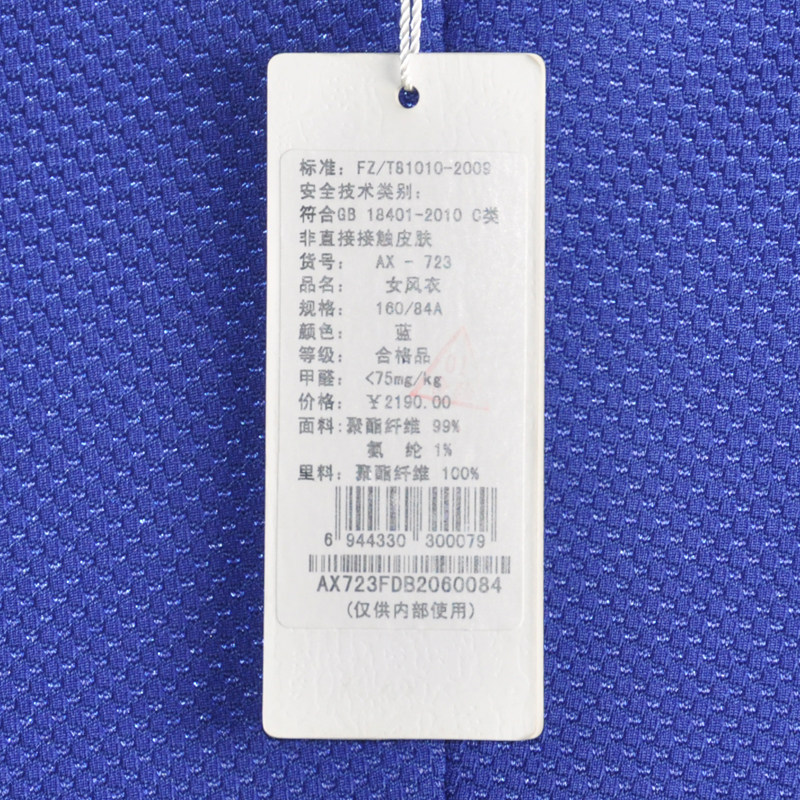 标准: FZ/T81010-2009
安全技术类别:
符合GB 18401-2010 C类
非直接接触皮肤
货号: AX - 723
品名: 女风衣
规格: 160/84A
颜色: 蓝
等级: 合格品
甲醛: <75mg/kg
价格: ￥2190.00
面料:聚酯纤维 99%
氨 纶 1%
里料: 聚酯纤维 100%
6 944330 300079
AX723FDB2060084
(仅供内部使用)